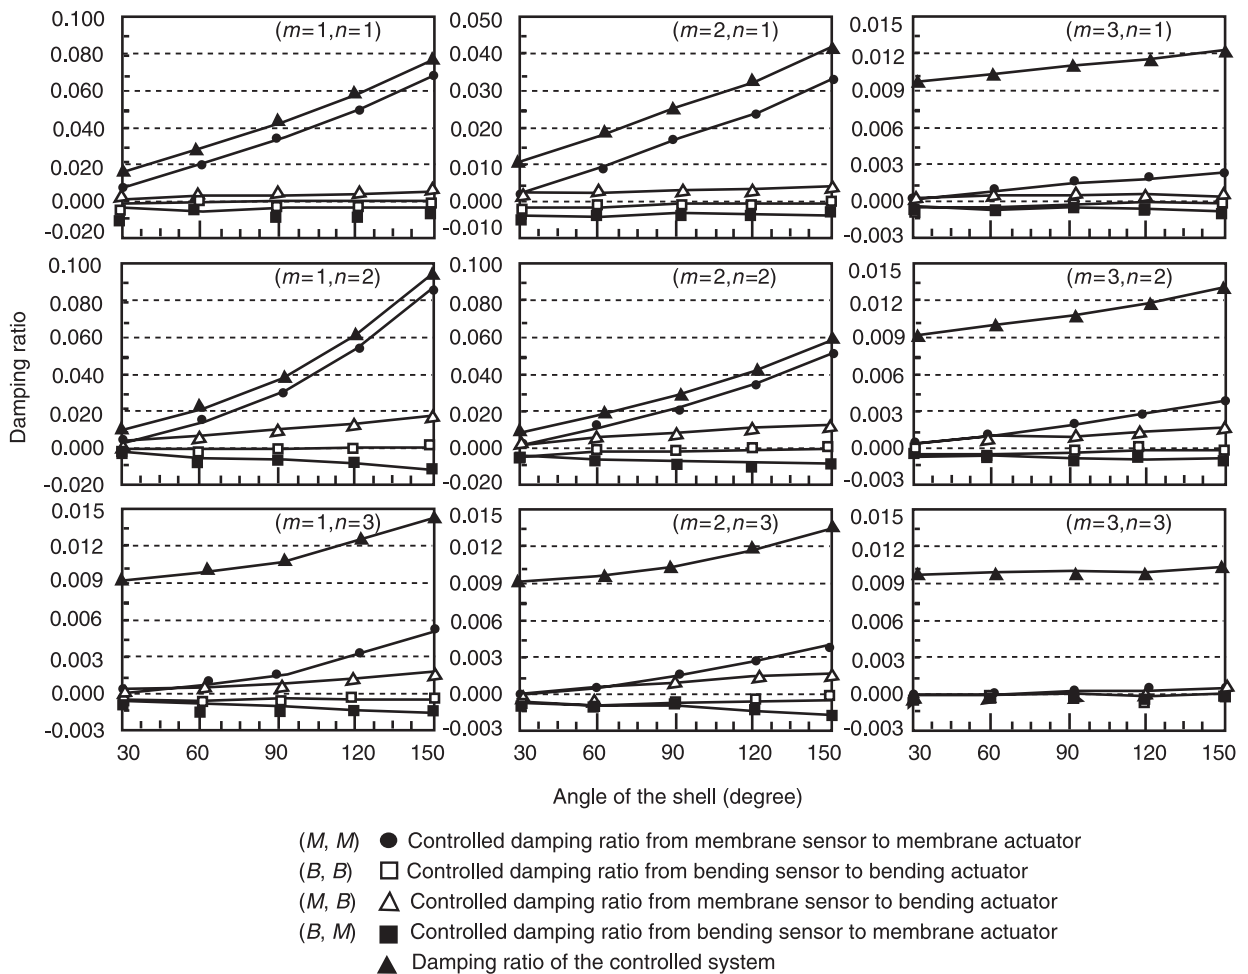 0.100 (m=1,n=1) 0.050 (m=2,n=1) 0.015 (m=3,n=1)
0.080 0.040 0.012
0.060 0.030 0.009
0.040 0.020 0.006
0.020 0.010 0.003
0.000 0.000 0.000
-0.020 -0.010 -0.003
0.100 (m=1,n=2) 0.100 (m=2,n=2) 0.015 (m=3,n=2)
0.080 0.080 0.012
0.060 0.060 0.009
0.040 0.040 0.006
0.020 0.020 0.003
0.000 0.000 0.000
-0.020 -0.020 -0.003
0.015 (m=1,n=3) 0.015 (m=2,n=3) 0.015 (m=3,n=3)
0.012 0.012 0.012
0.009 0.009 0.009
0.006 0.006 0.006
0.003 0.003 0.003
0.000 0.000 0.000
-0.003 -0.003 -0.003
30 60 90 120 150 30 60 90 120 150 30 60 90 120 150
Damping ratio
Angle of the shell (degree)
(M, M) Controlled damping ratio from membrane sensor to membrane actuator
(B, B) Controlled damping ratio from bending sensor to bending actuator
(M, B) Controlled damping ratio from membrane sensor to bending actuator
(B, M) Controlled damping ratio from bending sensor to membrane actuator
Damping ratio of the controlled system